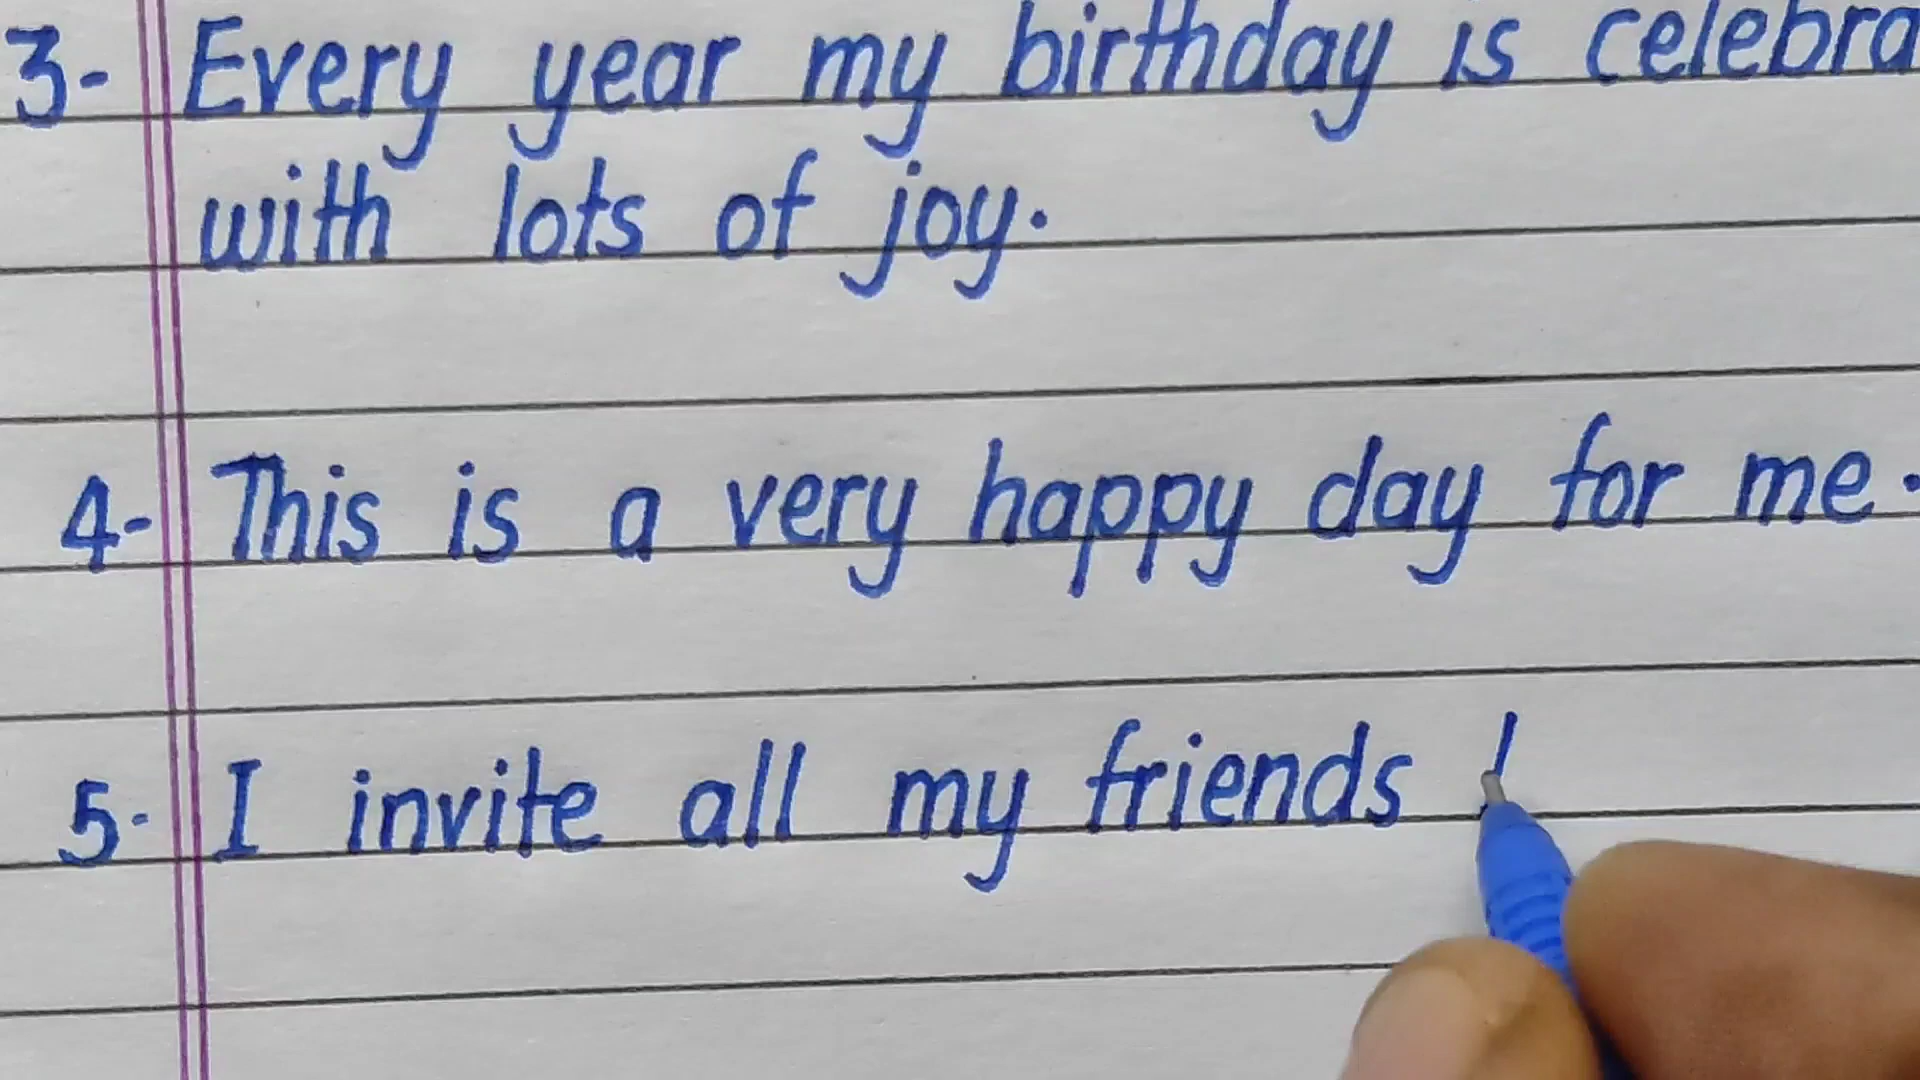 3- Every year my birthday is celebra
with lots of joy.
4- This is a very happy day for me.
5- I invite all my friends